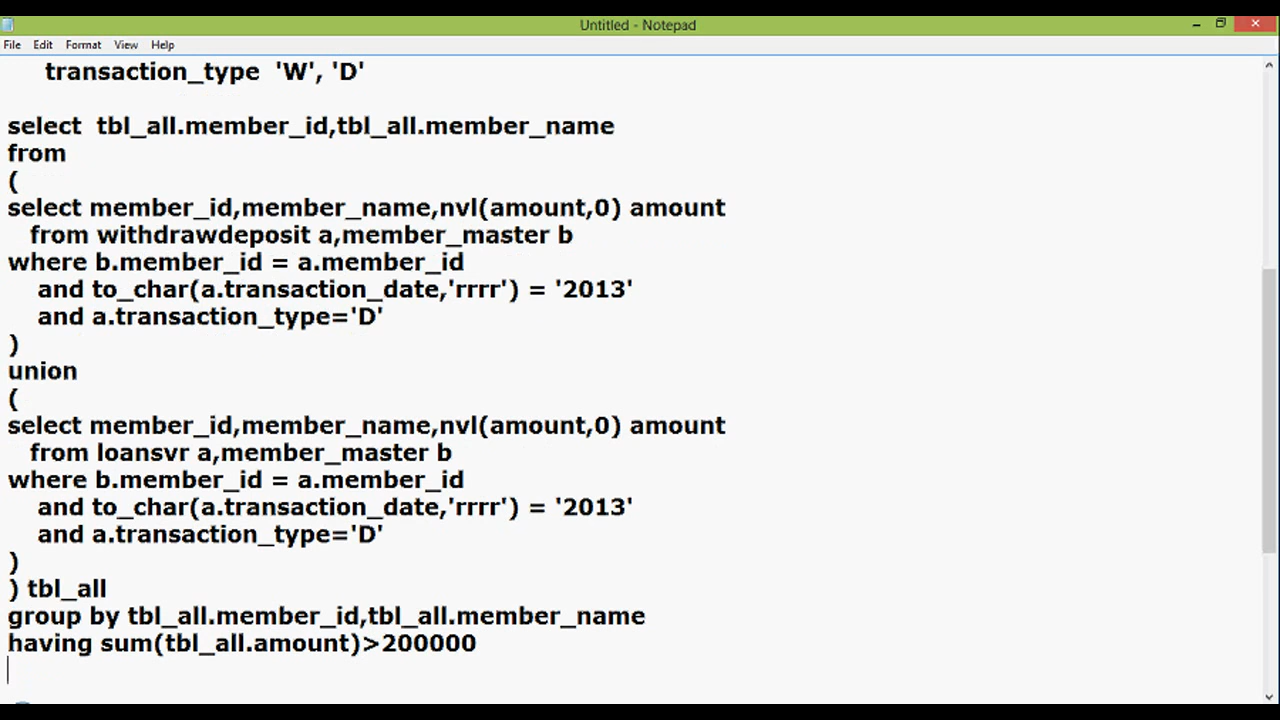 Untitled - Notepad
File Edit Format View Help
transaction_type  'W', 'D'
select  tbl_all.member_id,tbl_all.member_name
from
(
select member_id,member_name,nvl(amount,0) amount
from withdrawdeposit a,member_master b
where b.member_id = a.member_id
and to_char(a.transaction_date,'rrrr') = '2013'
and a.transaction_type='D'
)
union
(
select member_id,member_name,nvl(amount,0) amount
from loansvr a,member_master b
where b.member_id = a.member_id
and to_char(a.transaction_date,'rrrr') = '2013'
and a.transaction_type='D'
)
) tbl_all
group by tbl_all.member_id,tbl_all.member_name
having sum(tbl_all.amount)>200000